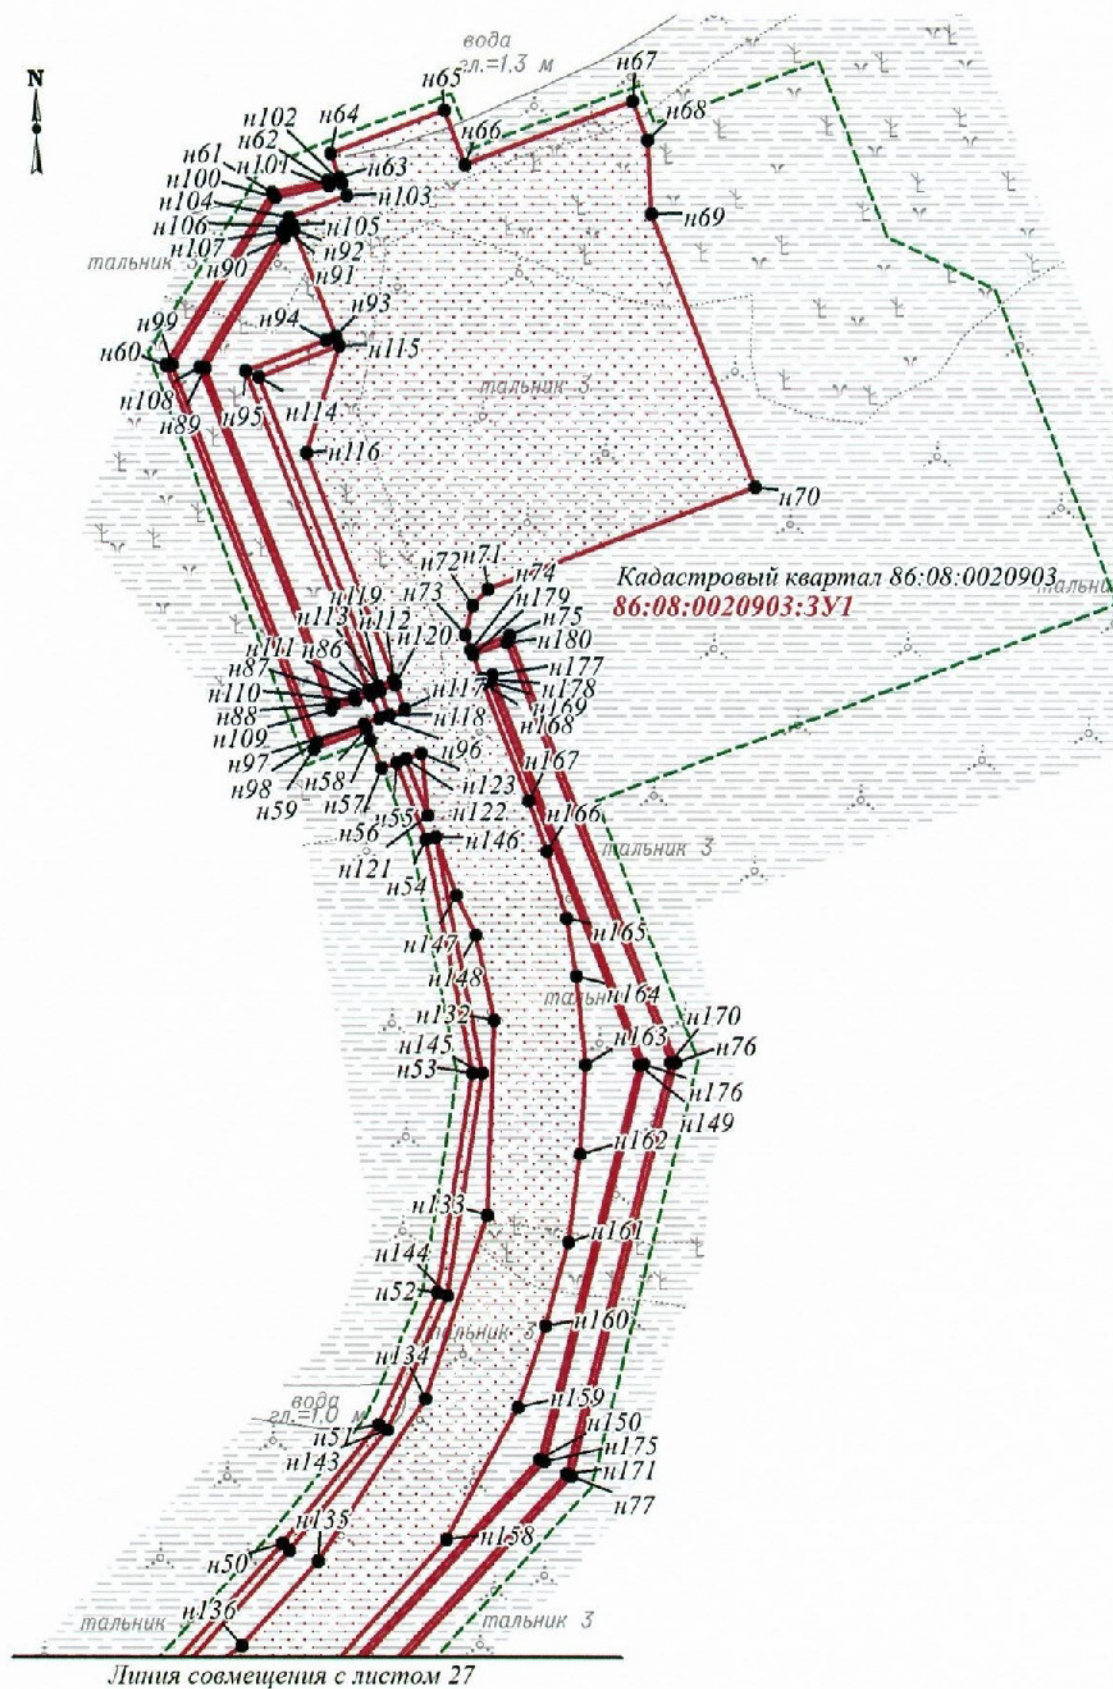 N
вода
гл.=1,3 м
н67
н65
н102
н64
н68
н62
н66
н61
н101
н63
н100
н103
н104
н106
н105
н69
н107
н92
н90
н91
тальник 3
н93
н94
н99
н115
н60
тальник 3
н108
н95
н114
н89
н116
н70
н71
н72
н74
н73
н179
Кадастровый квартал 86:08:0020903
тальник
н119
н75
86:08:0020903:ЗУ1
н113
н112
н180
н111
н86
н120
н87
н177
н110
н117
н178
н88
н169
н109
н118
н168
н97
н96
н98
н58
н167
н59
н57
н123
н55
н122
н166
н56
н146
тальник 3
н121
н54
н165
н147
н148
тальник
н164
н132
н170
н145
н163
н76
н53
н176
н149
н162
н133
н161
н144
н52
н160
тальник 3
н134
вода
гл.=1,0 м
н159
н51
н150
н143
н175
н171
н77
н135
н158
н50
н136
тальник 3
тальник 3
Линия совмещения с листом 27